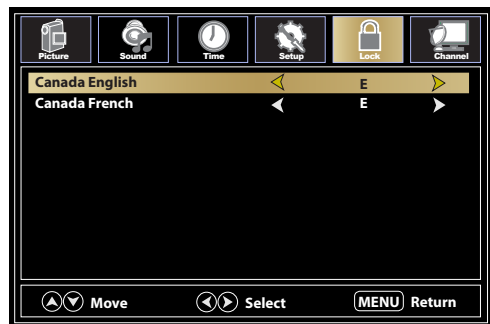 Picture Sound Time Setup Lock Channel
Canada English E
Canada French E
Move Select MENU Return